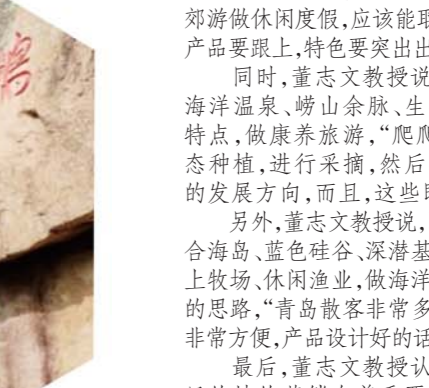 郊游做休闲度假，应该能取
产品要跟上，特色要突出出
同时，董志文教授说
海洋温泉、崂山余脉、生
特点，做康养旅游，“爬爬
态种植，进行采摘，然后
的发展方向，而且，这些
另外，董志文教授说，
合海岛、蓝色硅谷、深潜基
上牧场、休闲渔业，做海洋
的思路，“青岛散客非常多
非常方便，产品设计好的话
最后，董志文教授认